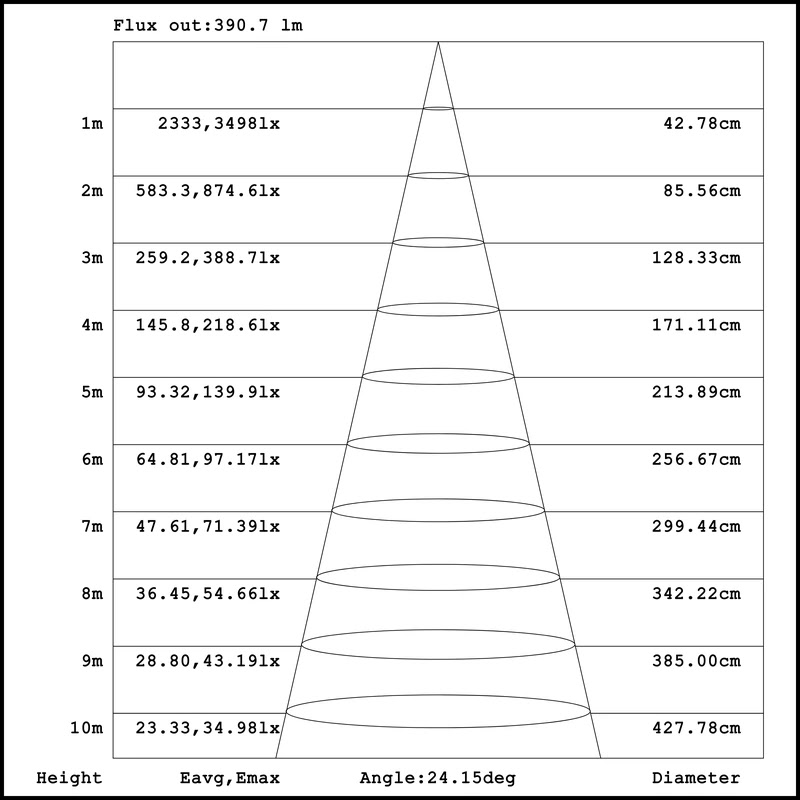 Flux out:390.7 lm
1m 2333,3498lx 42.78cm
2m 583.3,874.6lx 85.56cm
3m 259.2,388.7lx 128.33cm
4m 145.8,218.6lx 171.11cm
5m 93.32,139.9lx 213.89cm
6m 64.81,97.17lx 256.67cm
7m 47.61,71.39lx 299.44cm
8m 36.45,54.66lx 342.22cm
9m 28.80,43.19lx 385.00cm
10m 23.33,34.98lx 427.78cm
Height Eavg,Emax Angle:24.15deg Diameter